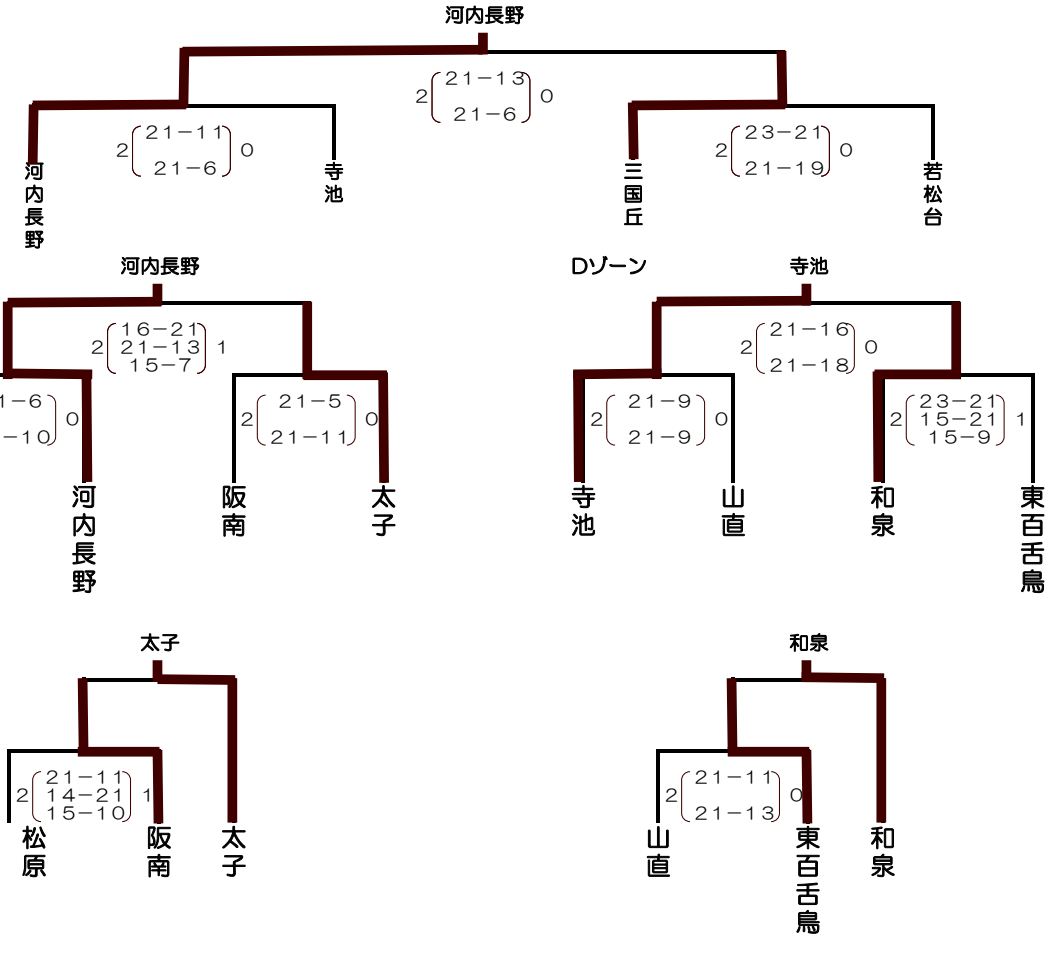 河内長野
21－13
2 0
21－6
21－11
2 0
21－6
23－21
2 0
21－19
河内長野
寺池
三国丘
若松台
河内長野
Dゾーン
寺池
16－21
2 21－13 1
15－7
21－16
2 0
21－18
1－6
0
－10
21－5
2 0
21－11
21－9
2 0
21－9
23－21
2 15－21 1
15－9
河内長野
阪南
太子
寺池
山直
和泉
東百舌鳥
太子
和泉
21－11
2 14－21 1
15－10
21－11
2 0
21－13
松原
阪南
太子
山直
東百舌鳥
和泉